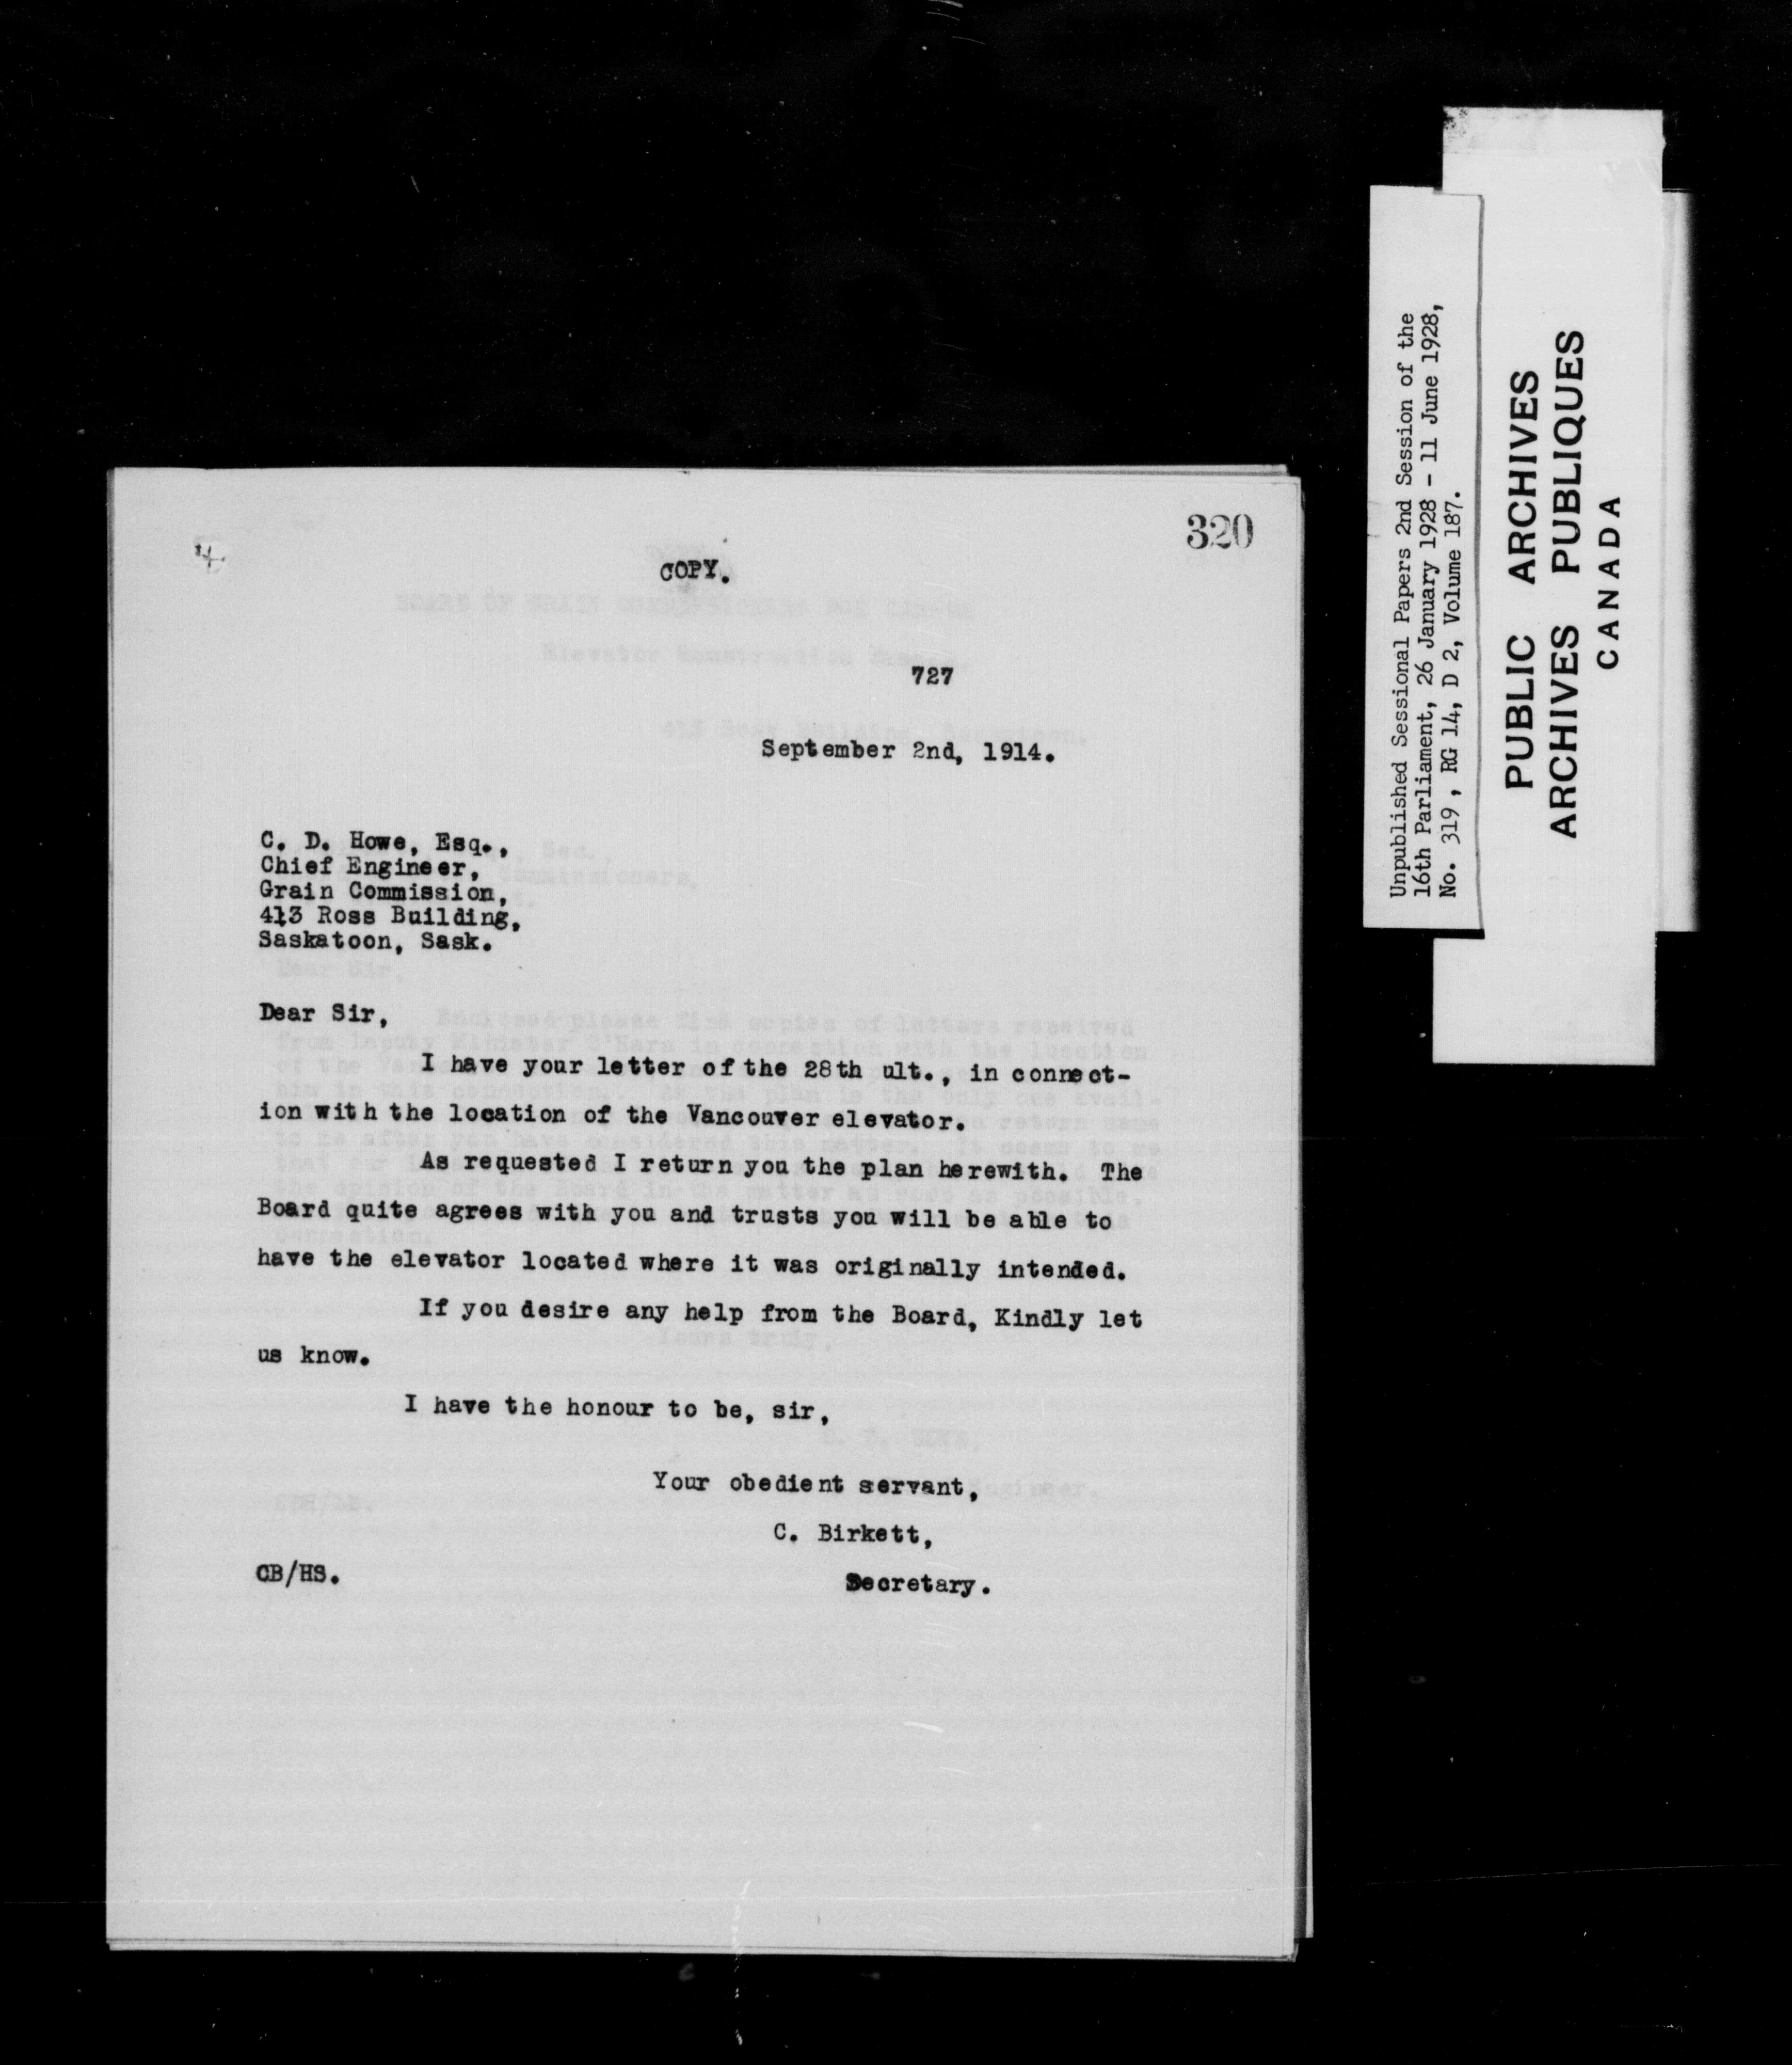 320
COPY.
727
September 2nd, 1914.
C. D. Howe, Esq.,
Chief Engineer,
Grain Commission,
413 Ross Building,
Saskatoon, Sask.
Dear Sir,
I have your letter of the 28th ult., in connect-
ion with the location of the Vancouver elevator.
As requested I return you the plan herewith. The
Board quite agrees with you and trusts you will be able to
have the elevator located where it was originally intended.
If you desire any help from the Board, Kindly let
us know.
I have the honour to be, sir,
Your obedient servant,
C. Birkett,
CB/HS.
Secretary.
Unpublished Sessional Papers 2nd Session of the
16th Parliament, 26 January 1928 - 11 June 1928,
No. 319, RG 14, D 2, Volume 187.
PUBLIC ARCHIVES
ARCHIVES PUBLIQUES
CANADA